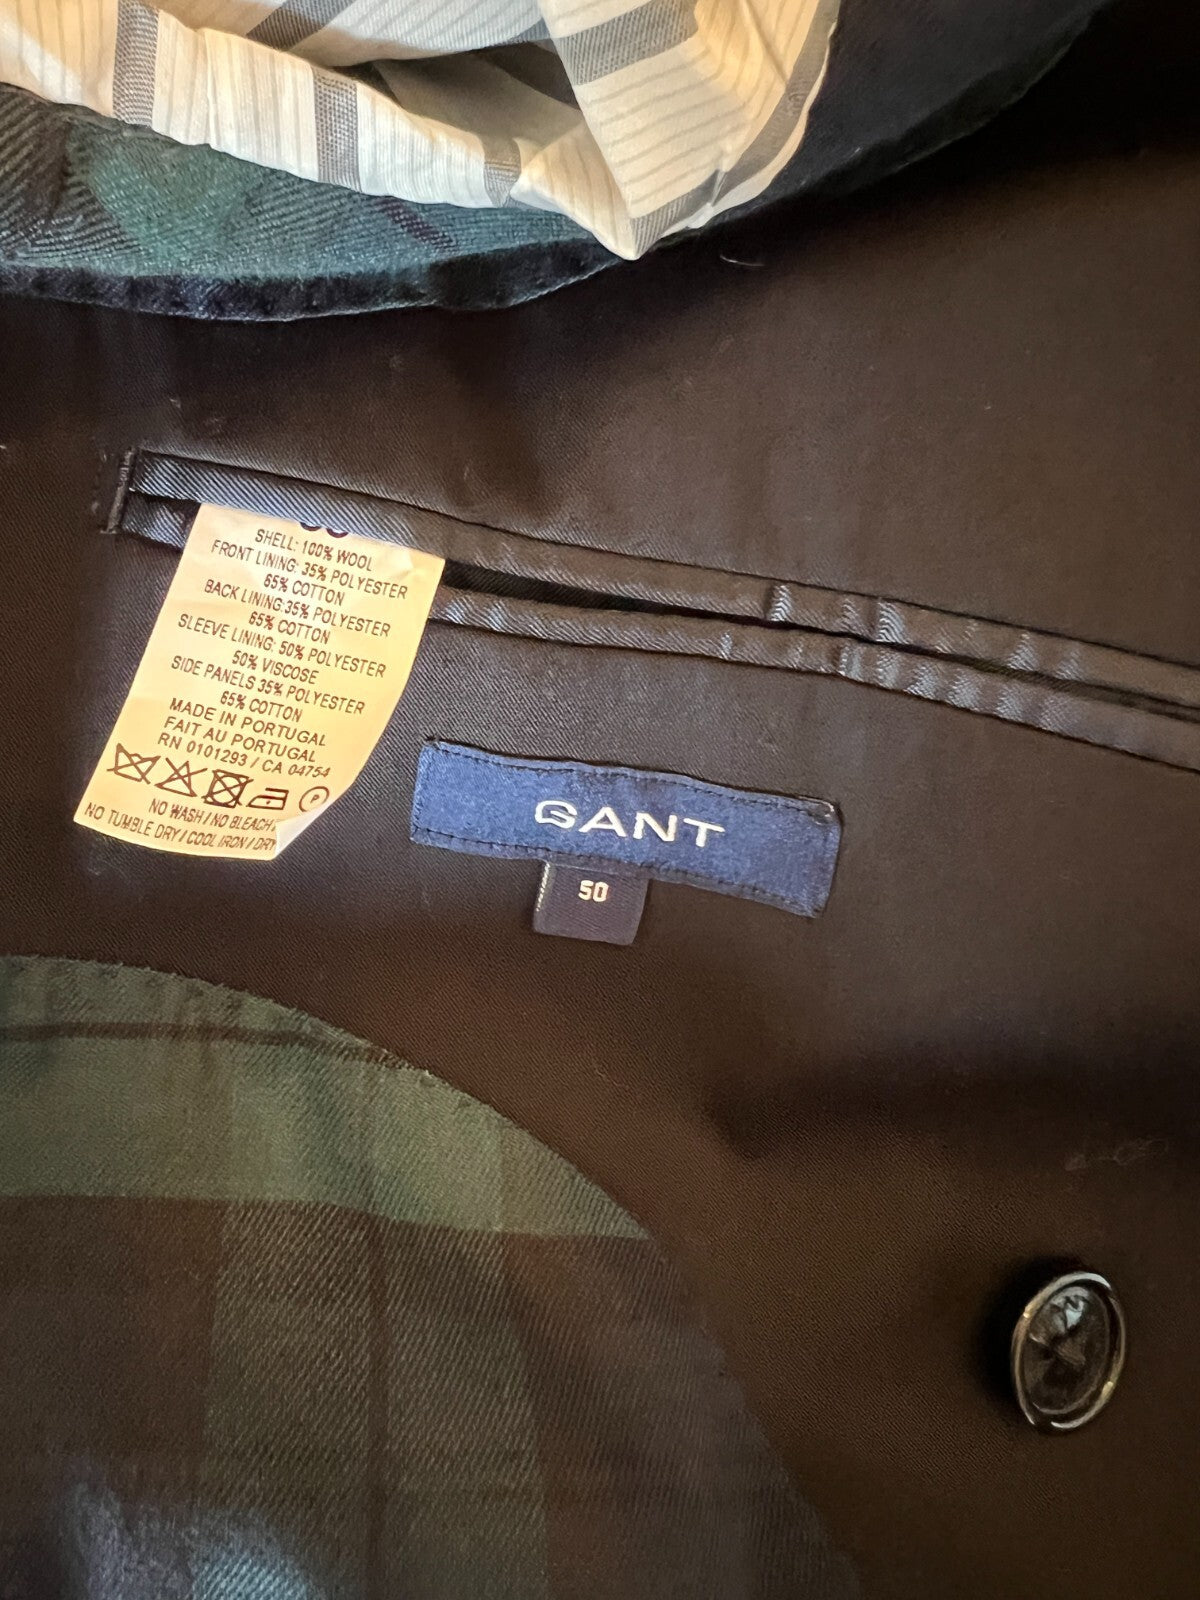 SHELL: 100% WOOL
FRONT LINING: 35% POLYESTER
65% COTTON
BACK LINING:35% POLYESTER
65% COTTON
SLEEVE LINING: 50% POLYESTER
50% VISCOSE
SIDE PANELS 35% POLYESTER
65% COTTON
MADE IN PORTUGAL
FAIT AU PORTUGAL
RN 0101293 / CA 04754
P
NO WASH / NO BLEACH
NO TUMBLE DRY / COOL IRON / DRY
GANT
50